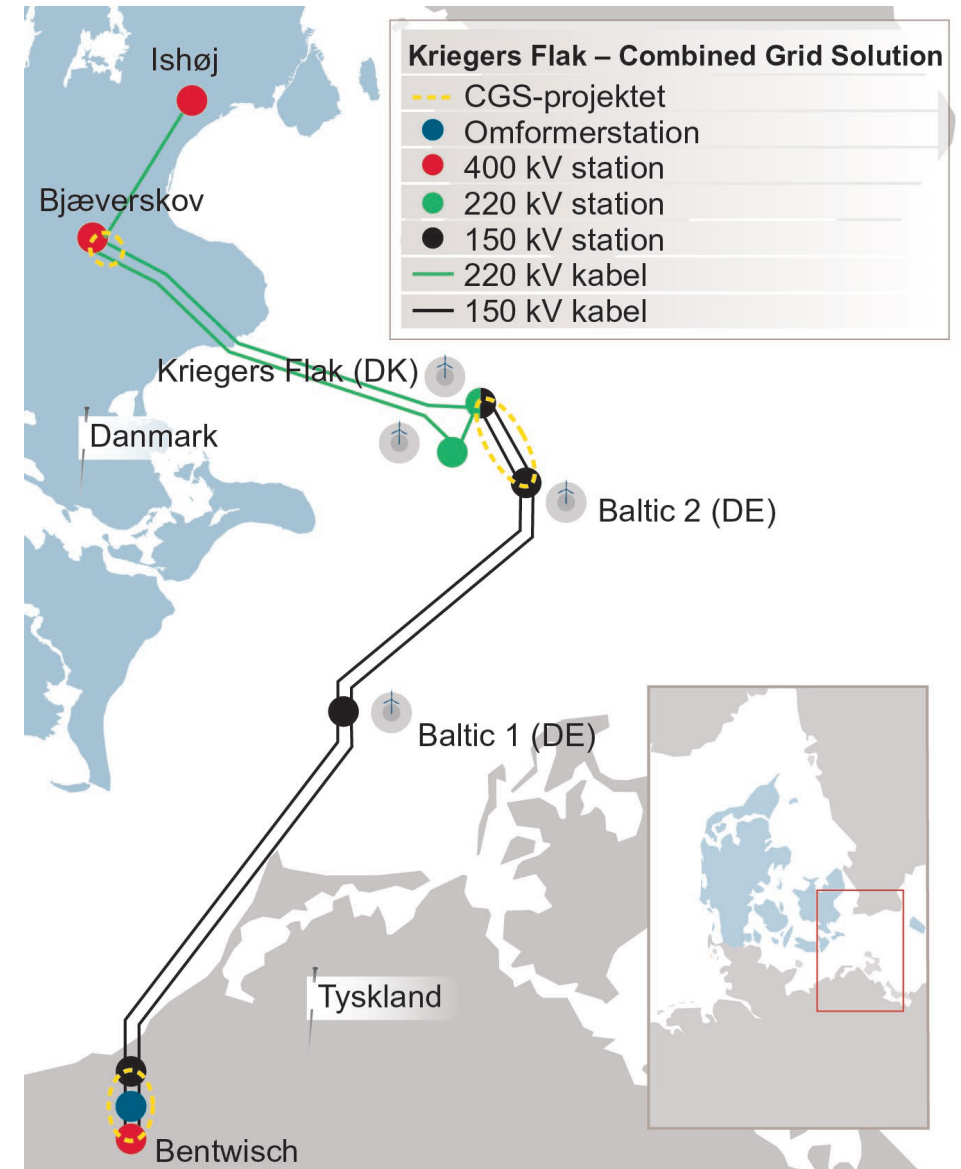 Ishøj
Kriegers Flak – Combined Grid Solution
CGS-projektet
Omformerstation
400 kV station
220 kV station
150 kV station
220 kV kabel
150 kV kabel
Bjæverskov
Kriegers Flak (DK)
Danmark
Baltic 2 (DE)
Baltic 1 (DE)
Tyskland
Bentwisch